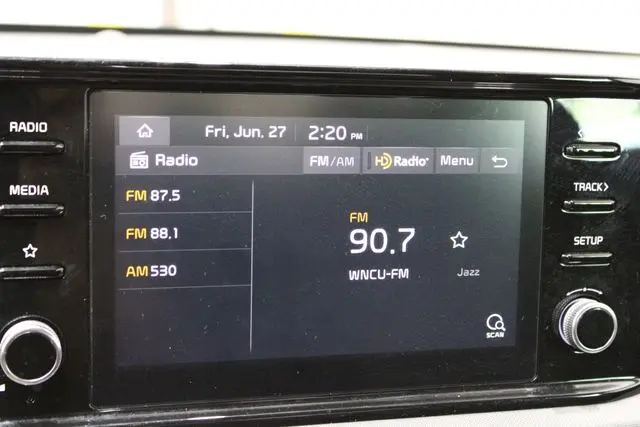 RADIO
MEDIA
Fri, Jun. 27 2:20 PM
Radio FM/AM HD Radio Menu
FM 87.5
FM 88.1
AM 530
FM
90.7
WNCU-FM Jazz
SCAN
TRACK>
SETUP